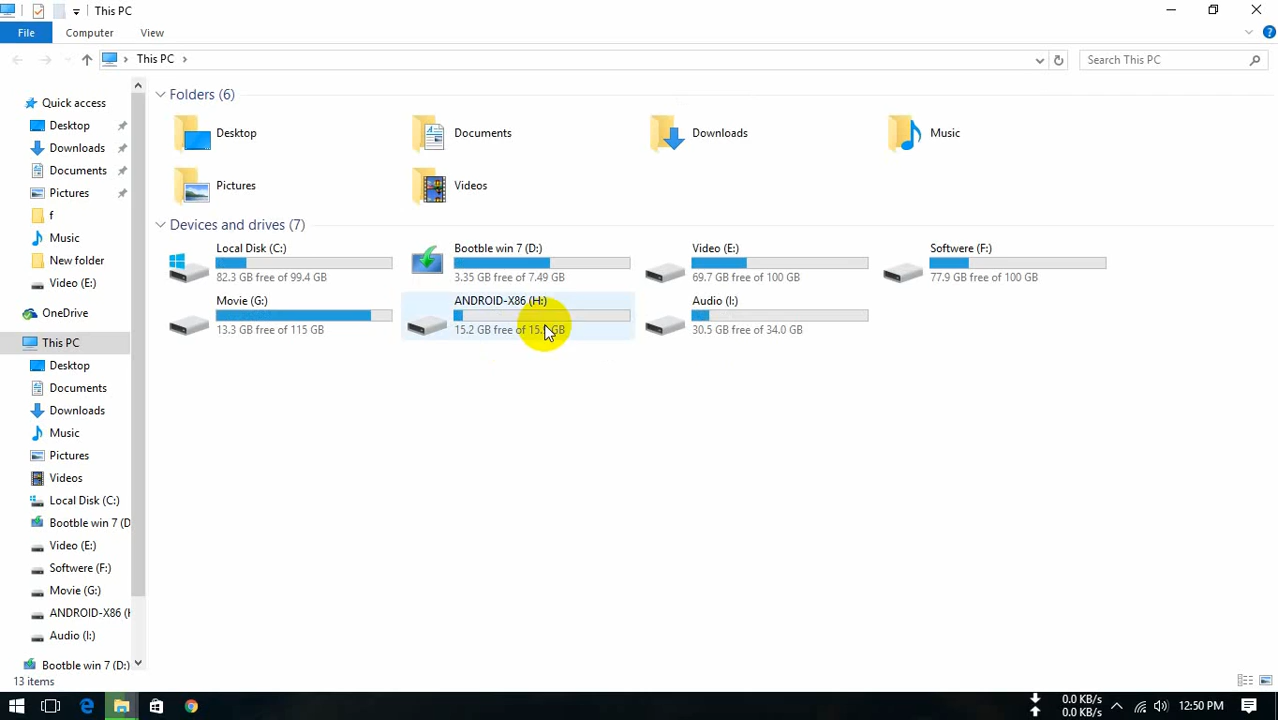 This PC
File Computer View
This PC
Search This PC
Folders (6)
Desktop Documents Downloads Music
Pictures Videos
Devices and drives (7)
Local Disk (C:) Bootble win 7 (D:) Video (E:) Softwere (F:)
82.3 GB free of 99.4 GB 3.35 GB free of 7.49 GB 69.7 GB free of 100 GB 77.9 GB free of 100 GB
Movie (G:) ANDROID-X86 (H:) Audio (I:)
13.3 GB free of 115 GB 15.2 GB free of GB 30.5 GB free of 34.0 GB
Quick access
Desktop
Downloads
Documents
Pictures
f
Music
New folder
Video (E:)
OneDrive
This PC
Desktop
Documents
Downloads
Music
Pictures
Videos
Local Disk (C:)
Bootble win 7 (D
Video (E:)
Softwere (F:)
Movie (G:)
ANDROID-X86 (H
Audio (I:)
Bootble win 7 (D:)
13 items
0.0 KB/s
0.0 KB/s
12:50 PM